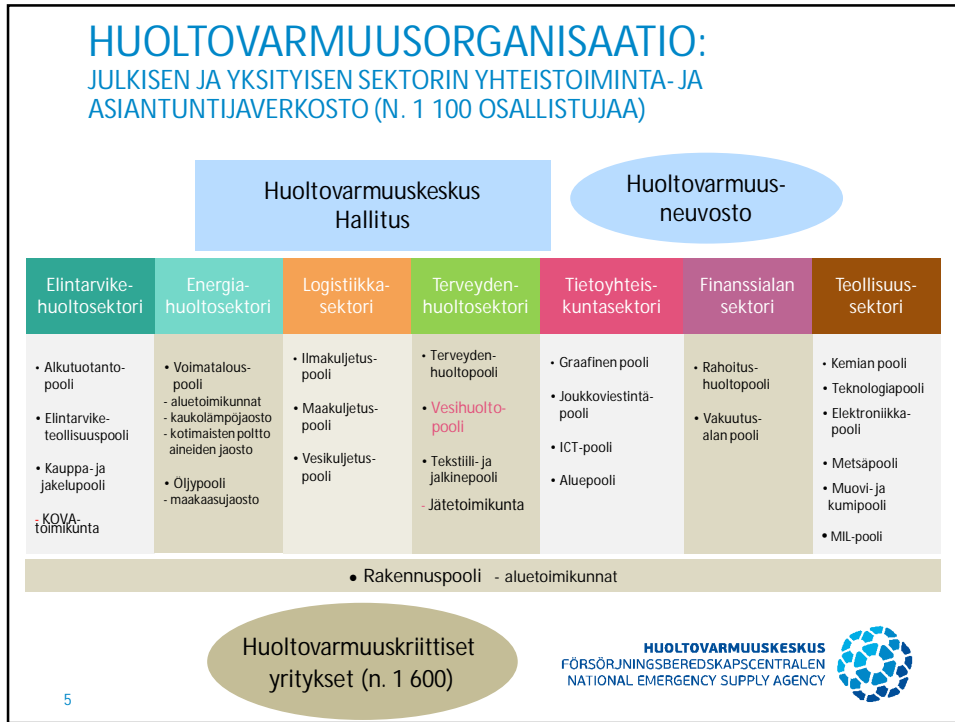 HUOLTOVARMUUSORGANISAATIO:
JULKISEN JA YKSITYISEN SEKTORIN YHTEISTOIMINTA- JA
ASIANTUNTIJAVERKOSTO (N. 1 100 OSALLISTUJAA)
Huoltovarmuuskeskus
Hallitus
Huoltovarmuus-
neuvosto
Elintarvike-
huoltosektori
• Alkutuotanto-
pooli
• Elintarvike-
teollisuuspooli
• Kauppa- ja
jakelupooli
- KOVA-
toimikunta
Energia-
huoltosektori
• Voimatalous-
pooli
- aluetoimikunnat
- kaukolämpöjaosto
- kotimaisten poltto
aineiden jaosto
• Öljypooli
- maakaasujaosto
Logistiikka-
sektori
• Ilmakuljetus-
pooli
• Maakuljetus-
pooli
• Vesikuljetus-
pooli
Terveyden-
huoltosektori
• Terveyden-
huoltopooli
• Vesihuolto-
pooli
• Tekstiili- ja
jalkinepooli
- Jätetoimikunta
Tietoyhteis-
kuntasektori
• Graafinen pooli
• Joukkoviestintä-
pooli
• ICT-pooli
• Aluepooli
Finanssialan
sektori
• Rahoitus-
huoltopooli
• Vakuutus-
alan pooli
Teollisuus-
sektori
• Kemian pooli
• Teknologiapooli
• Elektroniikka-
pooli
• Metsäpooli
• Muovi- ja
kumipooli
• MIL-pooli
• Rakennuspooli - aluetoimikunnat
Huoltovarmuuskriittiset
yritykset (n. 1 600)
HUOLTOVARMUUSKESKUS
FÖRSÖRJNINGSBEREDSKAPSCENTRALEN
NATIONAL EMERGENCY SUPPLY AGENCY
5